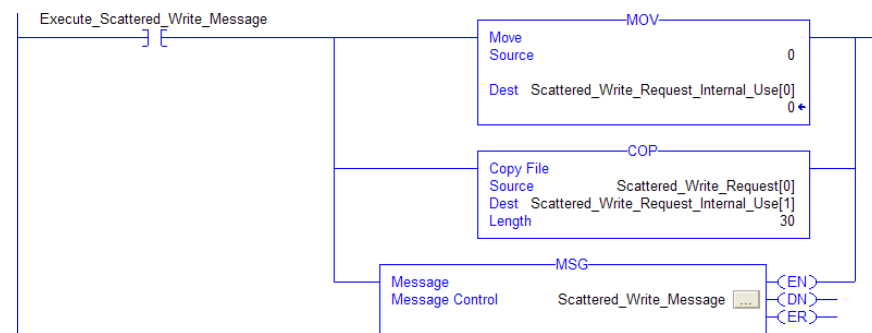 Execute_Scattered_Write_Message
MOV
Move
Source 0
Dest Scattered_Write_Request_Internal_Use[0]
0
COP
Copy File
Source Scattered_Write_Request[0]
Dest Scattered_Write_Request_Internal_Use[1]
Length 30
MSG
Message
Message Control Scattered_Write_Message ...
EN
DN
ER